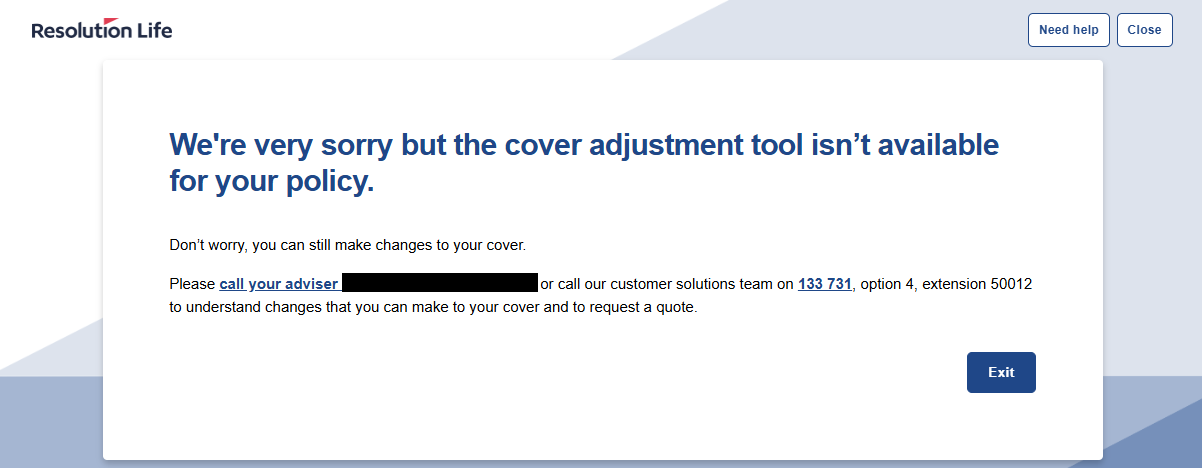 Resolution Life
Need help
Close
We're very sorry but the cover adjustment tool isn’t available
for your policy.
Don’t worry, you can still make changes to your cover.
Please call your adviser or call our customer solutions team on 133 731, option 4, extension 50012
to understand changes that you can make to your cover and to request a quote.
Exit